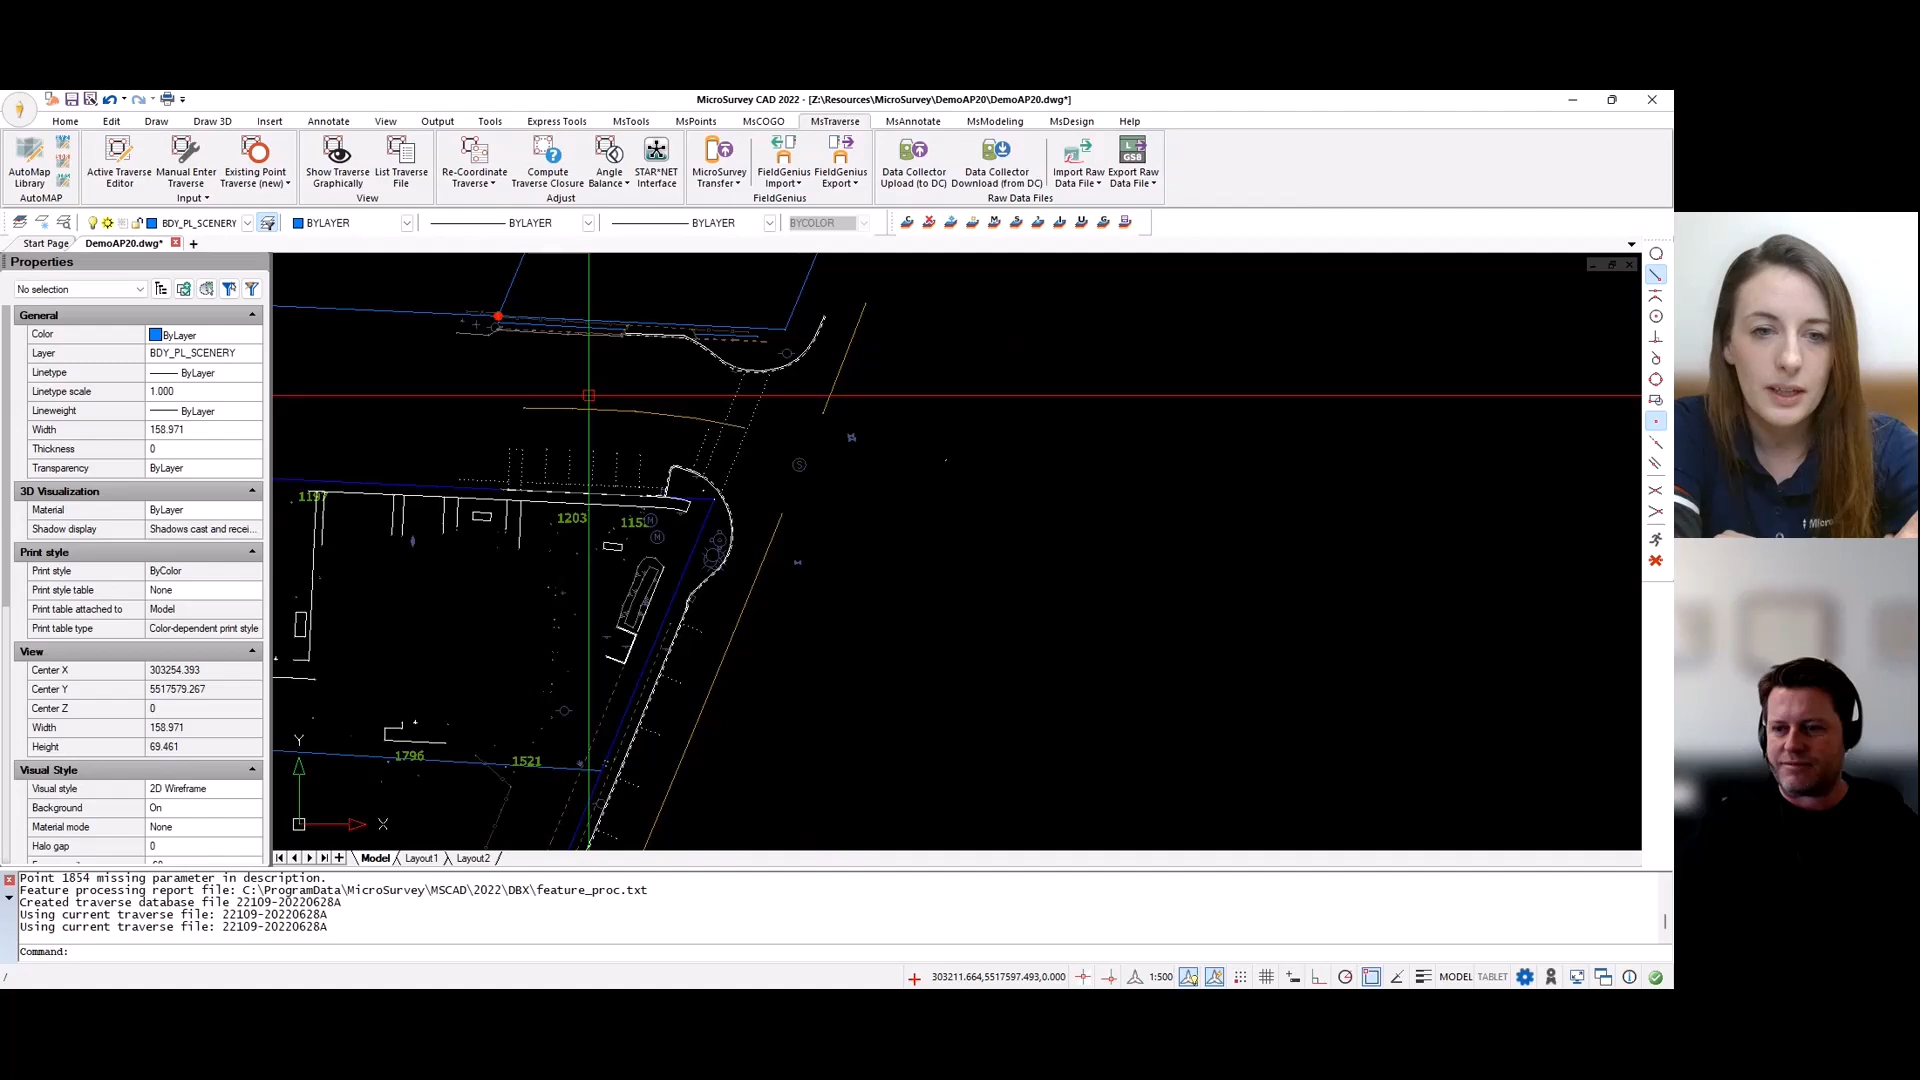 MicroSurvey CAD 2022 - [Z:\Resources\MicroSurvey\DemoAP20\DemoAP20.dwg*]
Home Edit Draw Draw 3D Insert Annotate View Output Tools Express Tools MsTools MsPoints MsCOGO MsTraverse MsAnnotate MsModeling MsDesign Help
AutoMap Library
Active Traverse Editor
Manual Enter Traverse
Existing Point Traverse (new)
Show Traverse Graphically
List Traverse File
Re-Coordinate Traverse
Compute Traverse Closure
Angle Balance
STAR*NET Interface
MicroSurvey Transfer
FieldGenius Import
FieldGenius Export
Data Collector Upload (to DC)
Data Collector Download (from DC)
Import Raw Data File
L GSB
Export Raw Data File
AutoMAP Input View Adjust FieldGenius Raw Data Files
BDY_PL_SCENERY BYLAYER BYLAYER BYLAYER BYCOLOR
C M S ? I U G
Start Page DemoAP20.dwg*
Properties
No selection
General
Color ByLayer
Layer BDY_PL_SCENERY
Linetype ByLayer
Linetype scale 1.000
Lineweight ByLayer
Width 158.971
Thickness 0
Transparency ByLayer
3D Visualization
Material ByLayer
Shadow display Shadows cast and recei...
Print style
Print style ByColor
Print style table None
Print table attached to Model
Print table type Color-dependent print style
View
Center X 303254.393
Center Y 5517579.267
Center Z 0
Width 158.971
Height 69.461
Visual Style
Visual style 2D Wireframe
Background On
Material mode None
Halo gap 0
S
1197
1203
M
M
1796
1521
Y
X
Model Layout1 Layout2
Point 1854 missing parameter in description.
Feature processing report file: C:\ProgramData\MicroSurvey\MSCAD\2022\DBX\feature_proc.txt
Created traverse database file 22109-20220628A
Using current traverse file: 22109-20220628A
Using current traverse file: 22109-20220628A
Command:
/
303211.664,5517597.493,0.000 1:500 MODEL TABLET